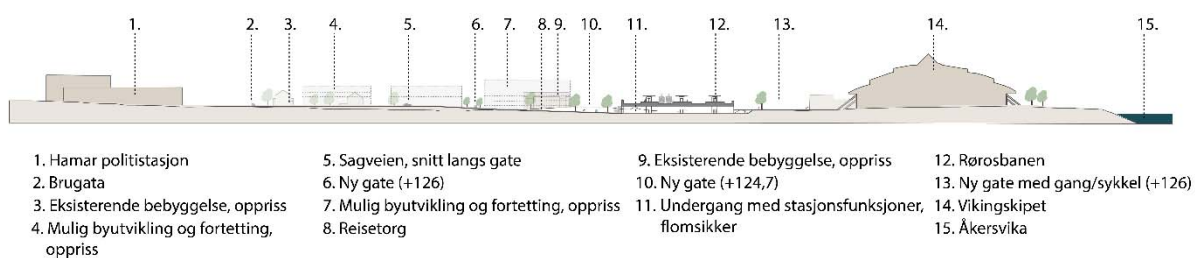 1. 2. 3. 4. 5. 6. 7. 8. 9. 10. 11. 12. 13. 14. 15.
1. Hamar politistasjon
2. Brugata
3. Eksisterende bebyggelse, oppriss
4. Mulig byutvikling og fortetting,
oppriss
5. Sagveien, snitt langs gate
6. Ny gate (+126)
7. Mulig byutvikling og fortetting, oppriss
8. Reisetorg
9. Eksisterende bebyggelse, oppriss
10. Ny gate (+124,7)
11. Undergang med stasjonsfunksjoner,
flomsikker
12. Rørosbanen
13. Ny gate med gang/sykkel (+126)
14. Vikingskipet
15. Åkersvika